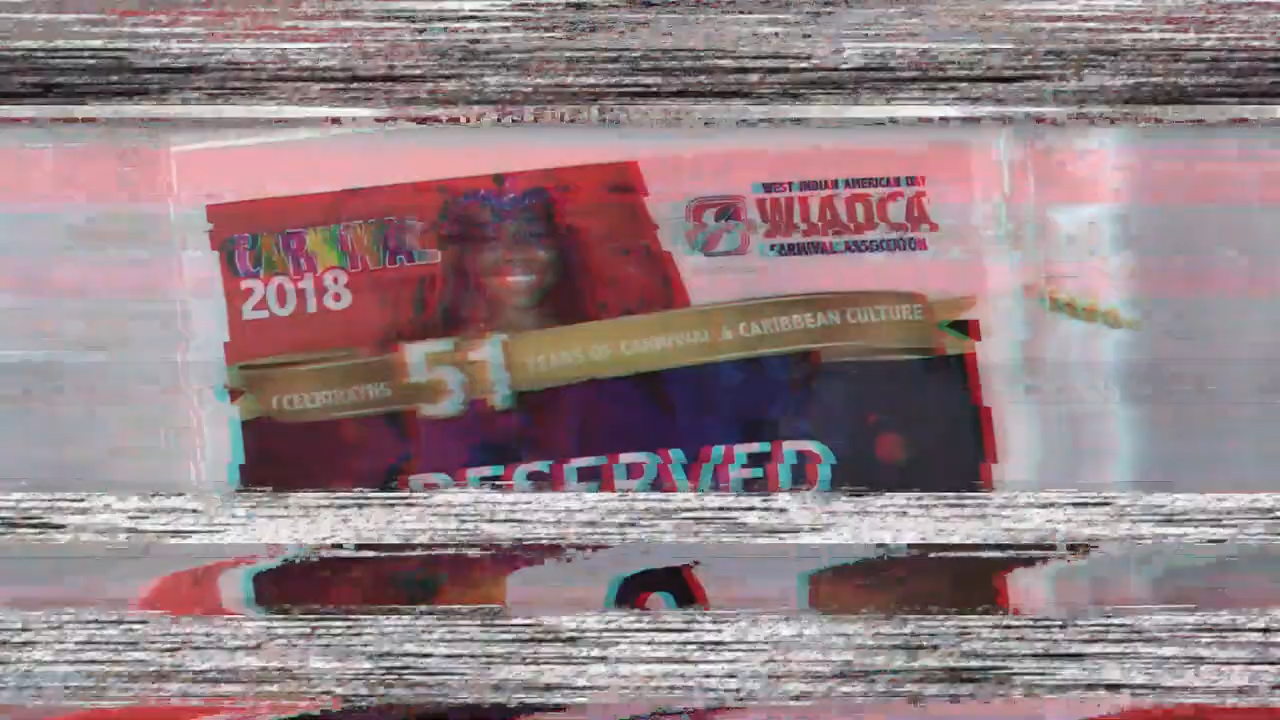 CARNIVAL
2018
WEST INDIAN AMERICAN DAY
WIADCA
CARNIVAL ASSOCIATION
CELEBRATING 51 YEARS OF CARNIVAL & CARIBBEAN CULTURE
RESERVED